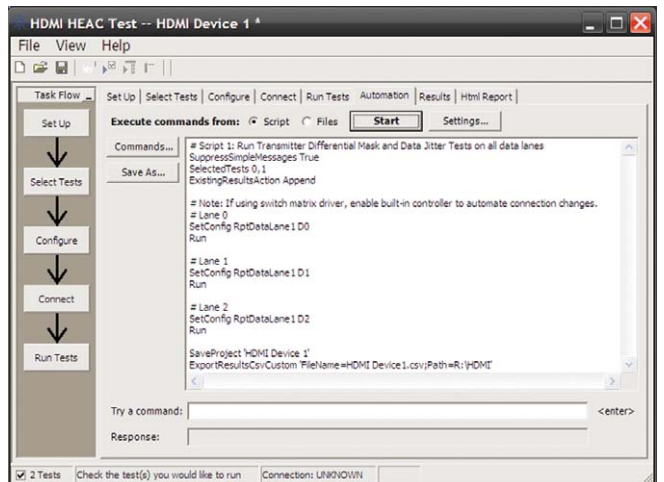 HDMI HEAC Test -- HDMI Device 1 *
File View Help
Task Flow
Set Up | Select Tests | Configure | Connect | Run Tests | Automation | Results | Html Report |
Set Up
Select Tests
Configure
Connect
Run Tests
Execute commands from: Script Files Start Settings...
Commands...
Save As...
# Script 1: Run Transmitter Differential Mask and Data Jitter Tests on all data lanes
SuppressSimpleMessages True
SelectedTests 0,1
ExistingResultsAction Append
# Note: If using switch matrix driver, enable built-in controller to automate connection changes.
# Lane 0
SetConfig RptDataLane1 D0
Run
# Lane 1
SetConfig RptDataLane1 D1
Run
# Lane 2
SetConfig RptDataLane1 D2
Run
SaveProject 'HDMI Device 1'
ExportResultsCsvCustom 'FileName=HDMI Device1.csv;Path=R:\HDMI'
Try a command: <enter>
Response:
2 Tests Check the test(s) you would like to run Connection: UNKNOWN